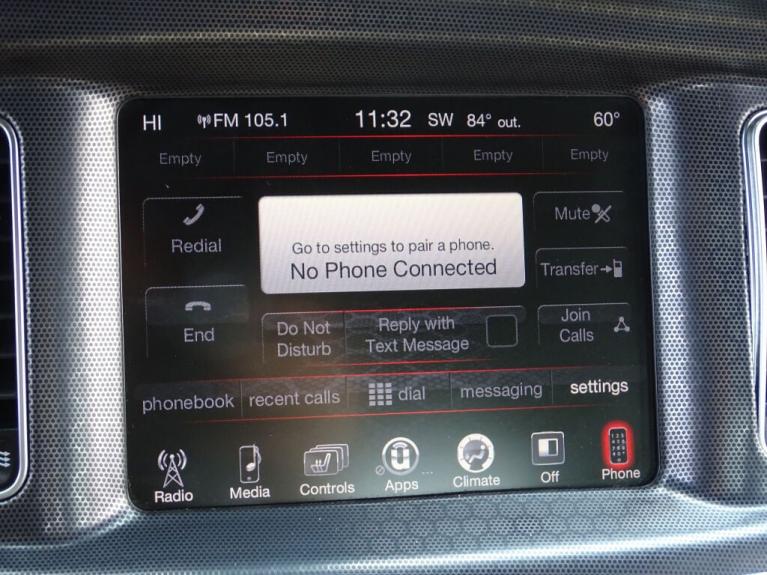 HI FM 105.1 11:32 SW 84° out. 60°
Empty Empty Empty Empty Empty
Redial
Go to settings to pair a phone.
No Phone Connected
Mute
Transfer
End
Do Not
Disturb
Reply with
Text Message
Join
Calls
phonebook recent calls dial messaging settings
Radio Media Controls Apps Climate Off Phone